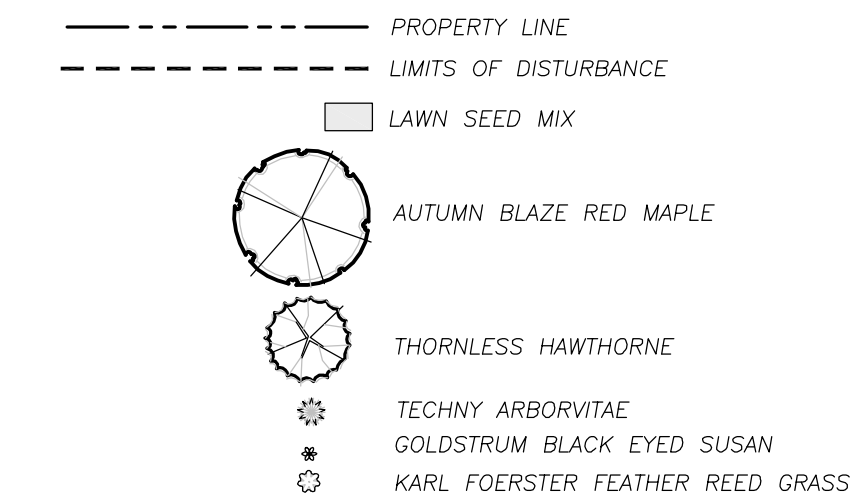 PROPERTY LINE
LIMITS OF DISTURBANCE
LAWN SEED MIX
AUTUMN BLAZE RED MAPLE
THORNLESS HAWTHORNE
TECHNY ARBORVITAE
GOLDSTRUM BLACK EYED SUSAN
KARL FOERSTER FEATHER REED GRASS